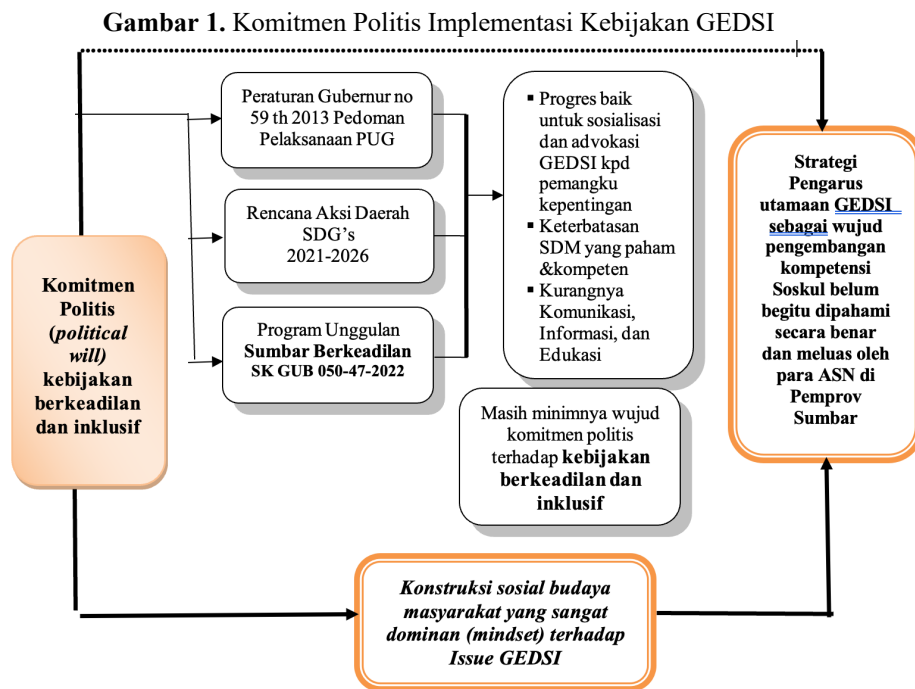 Gambar 1. Komitmen Politis Implementasi Kebijakan GEDSI
Peraturan Gubernur no
59 th 2013 Pedoman
Pelaksanaan PUG
Rencana Aksi Daerah
SDG's
2021-2026
Program Unggulan
Sumbar Berkeadilan
SK GUB 050-47-2022
▪ Progres baik
untuk sosialisasi
dan advokasi
GEDSI kpd
pemangku
kepentingan
▪ Keterbatasan
SDM yang paham
&kompeten
▪ Kurangnya
Komunikasi,
Informasi, dan
Edukasi
Masih minimnya wujud
komitmen politis
terhadap kebijakan
berkeadilan dan
inklusif
Strategi
Pengarus
utamaan GEDSI
sebagai wujud
pengembangan
kompetensi
Soskul belum
begitu dipahami
secara benar
dan meluas oleh
para ASN di
Pemprov
Sumbar
Komitmen
Politis
(political
will)
kebijakan
berkeadilan
dan inklusif
Konstruksi sosial budaya
masyarakat yang sangat
dominan (mindset) terhadap
Issue GEDSI